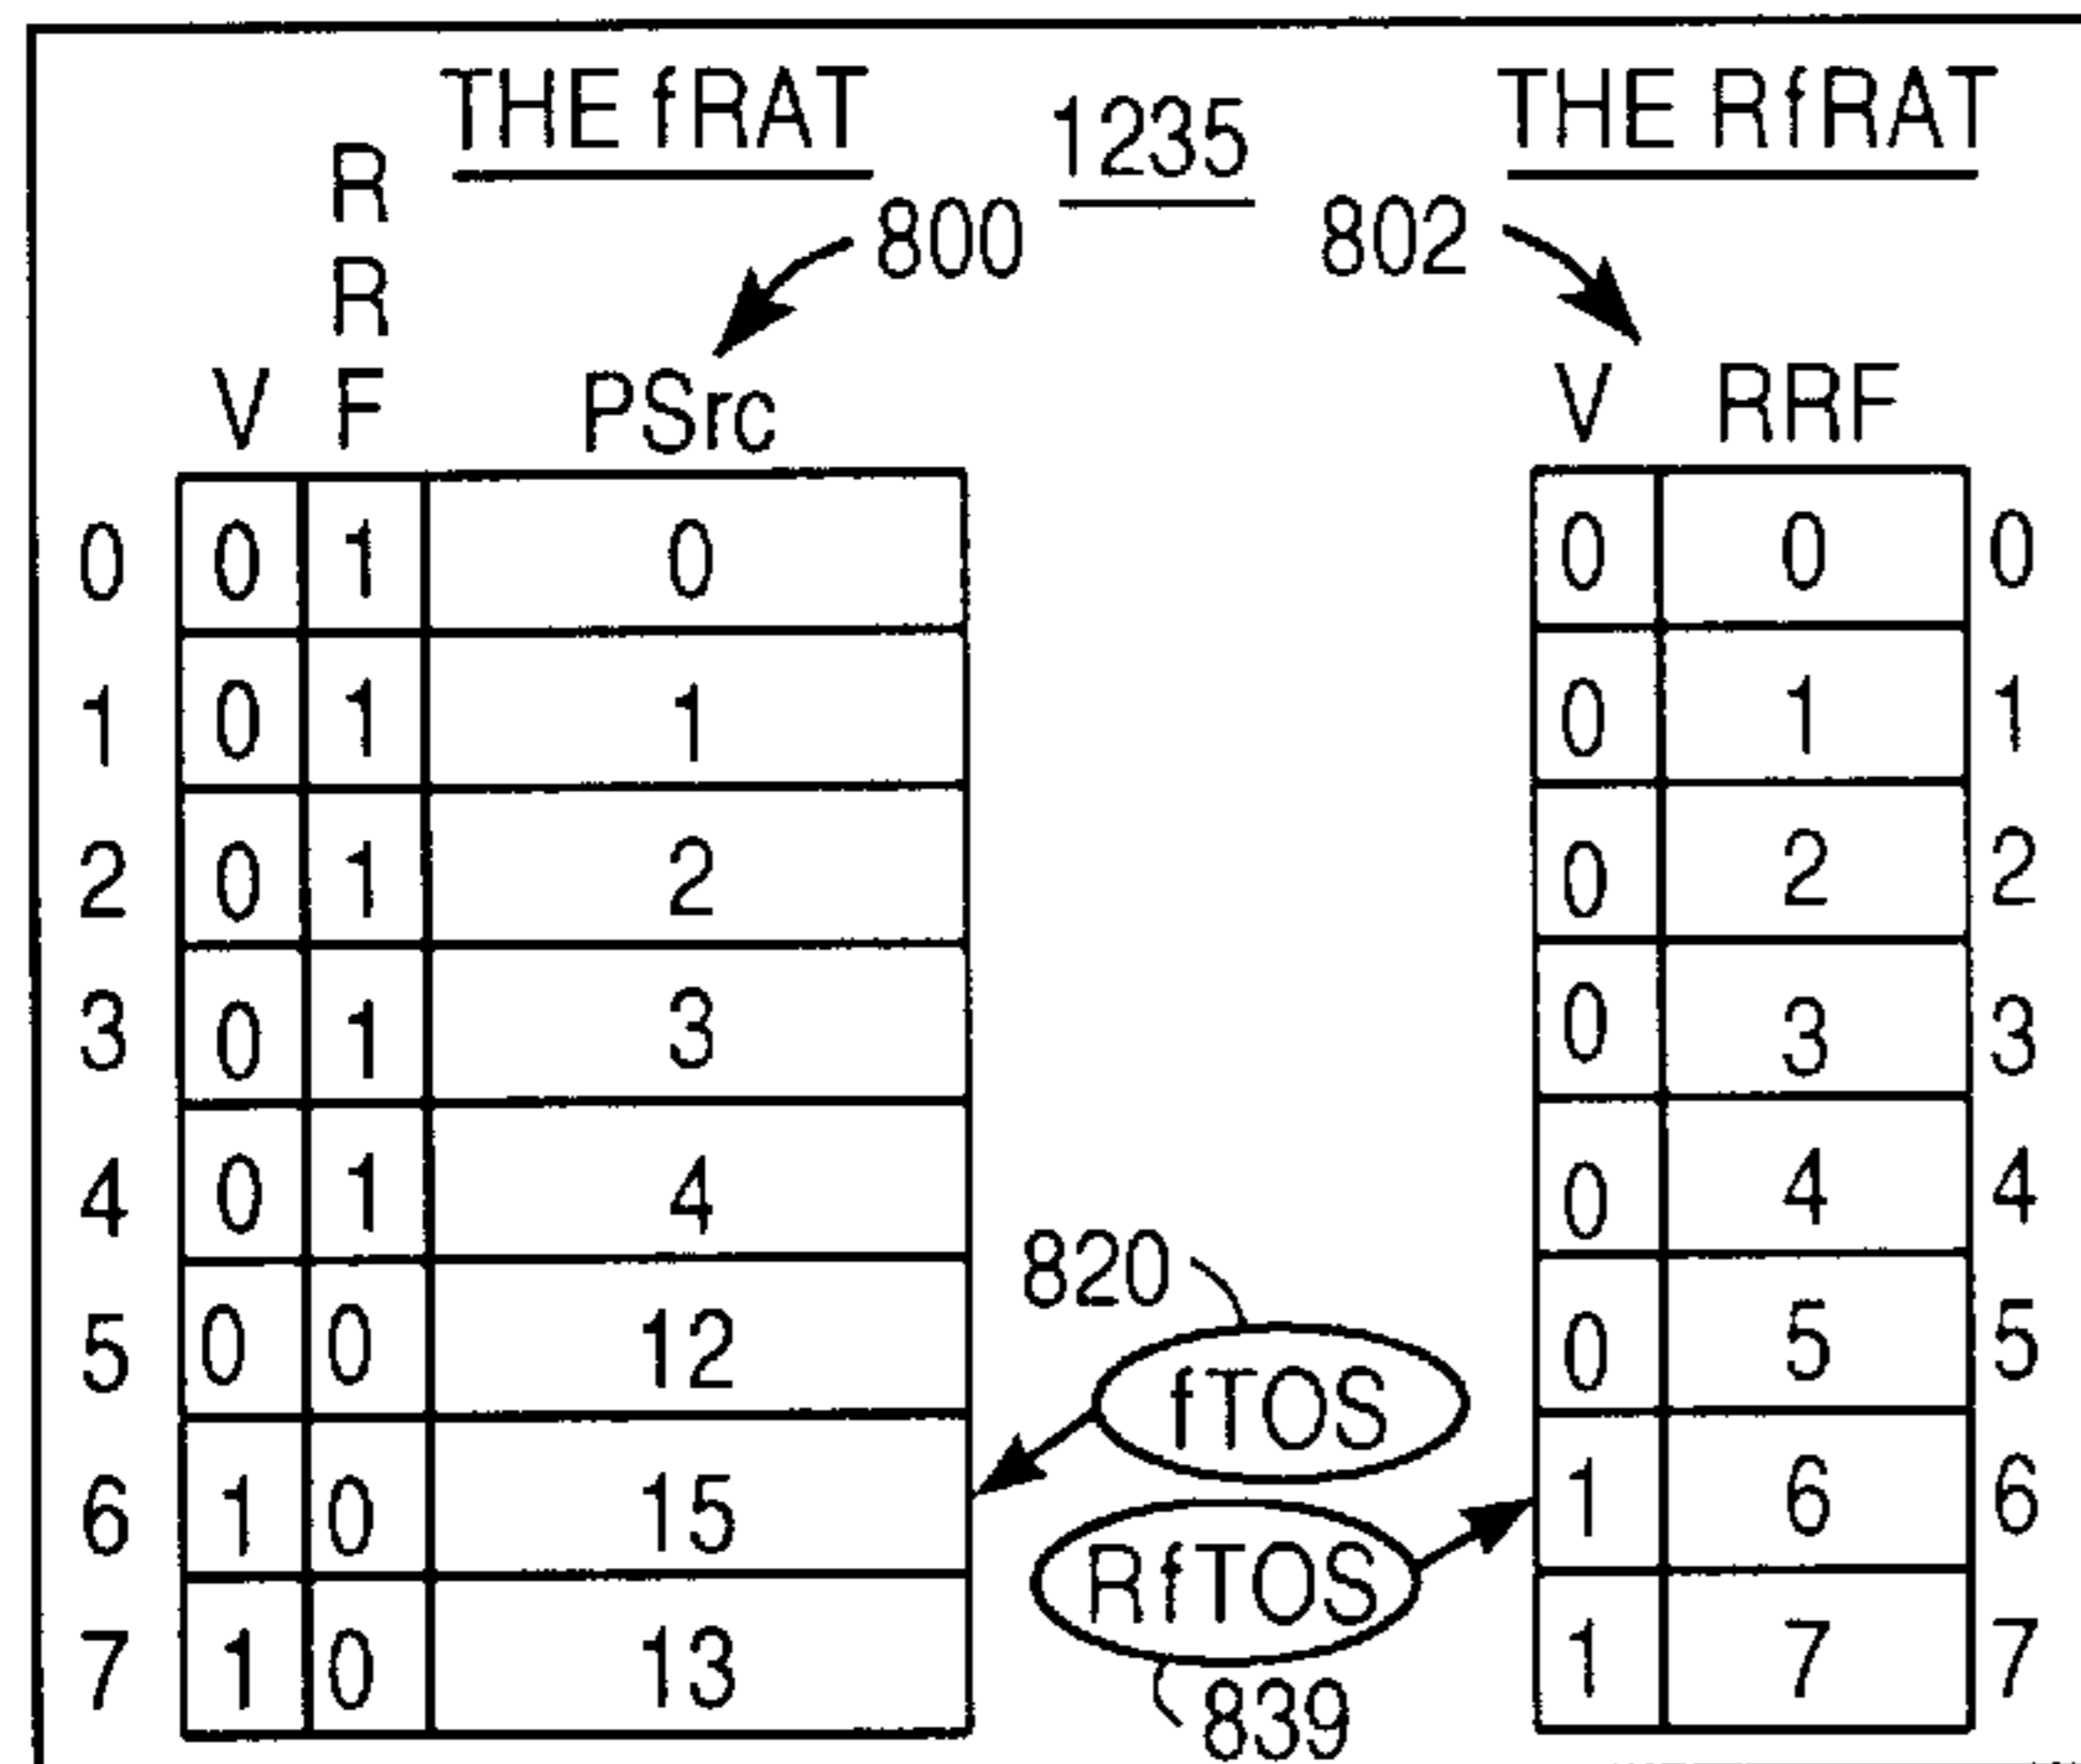 THE fRAT 1235 THE RfRAT
800 802
V RRF PSrc V RRF
0 0 1 0 0 0 0
1 0 1 1 0 1 1
2 0 1 2 0 2 2
3 0 1 3 0 3 3
4 0 1 4 0 4 4
820
5 0 0 12 0 5 5
fTOS
6 1 0 15 1 6 6
RfTOS
7 1 0 13 1 7 7
839